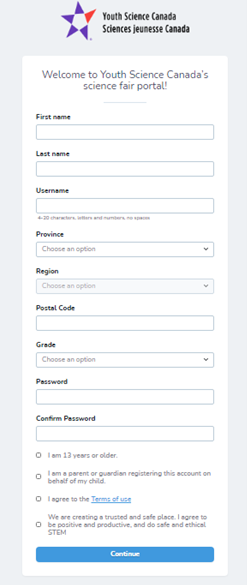 Youth Science Canada
Sciences jeunesse Canada
Welcome to Youth Science Canada's
science fair portal!
First name
Last name
Username
4-20 characters, letters and numbers, no spaces
Province
Choose an option
Region
Choose an option
Postal Code
Grade
Choose an option
Password
Confirm Password
I am 13 years or older.
I am a parent or guardian registering this account on
behalf of my child.
I agree to the Terms of use
We are creating a trusted and safe place. I agree to
be positive and productive, and do safe and ethical
STEM
Continue